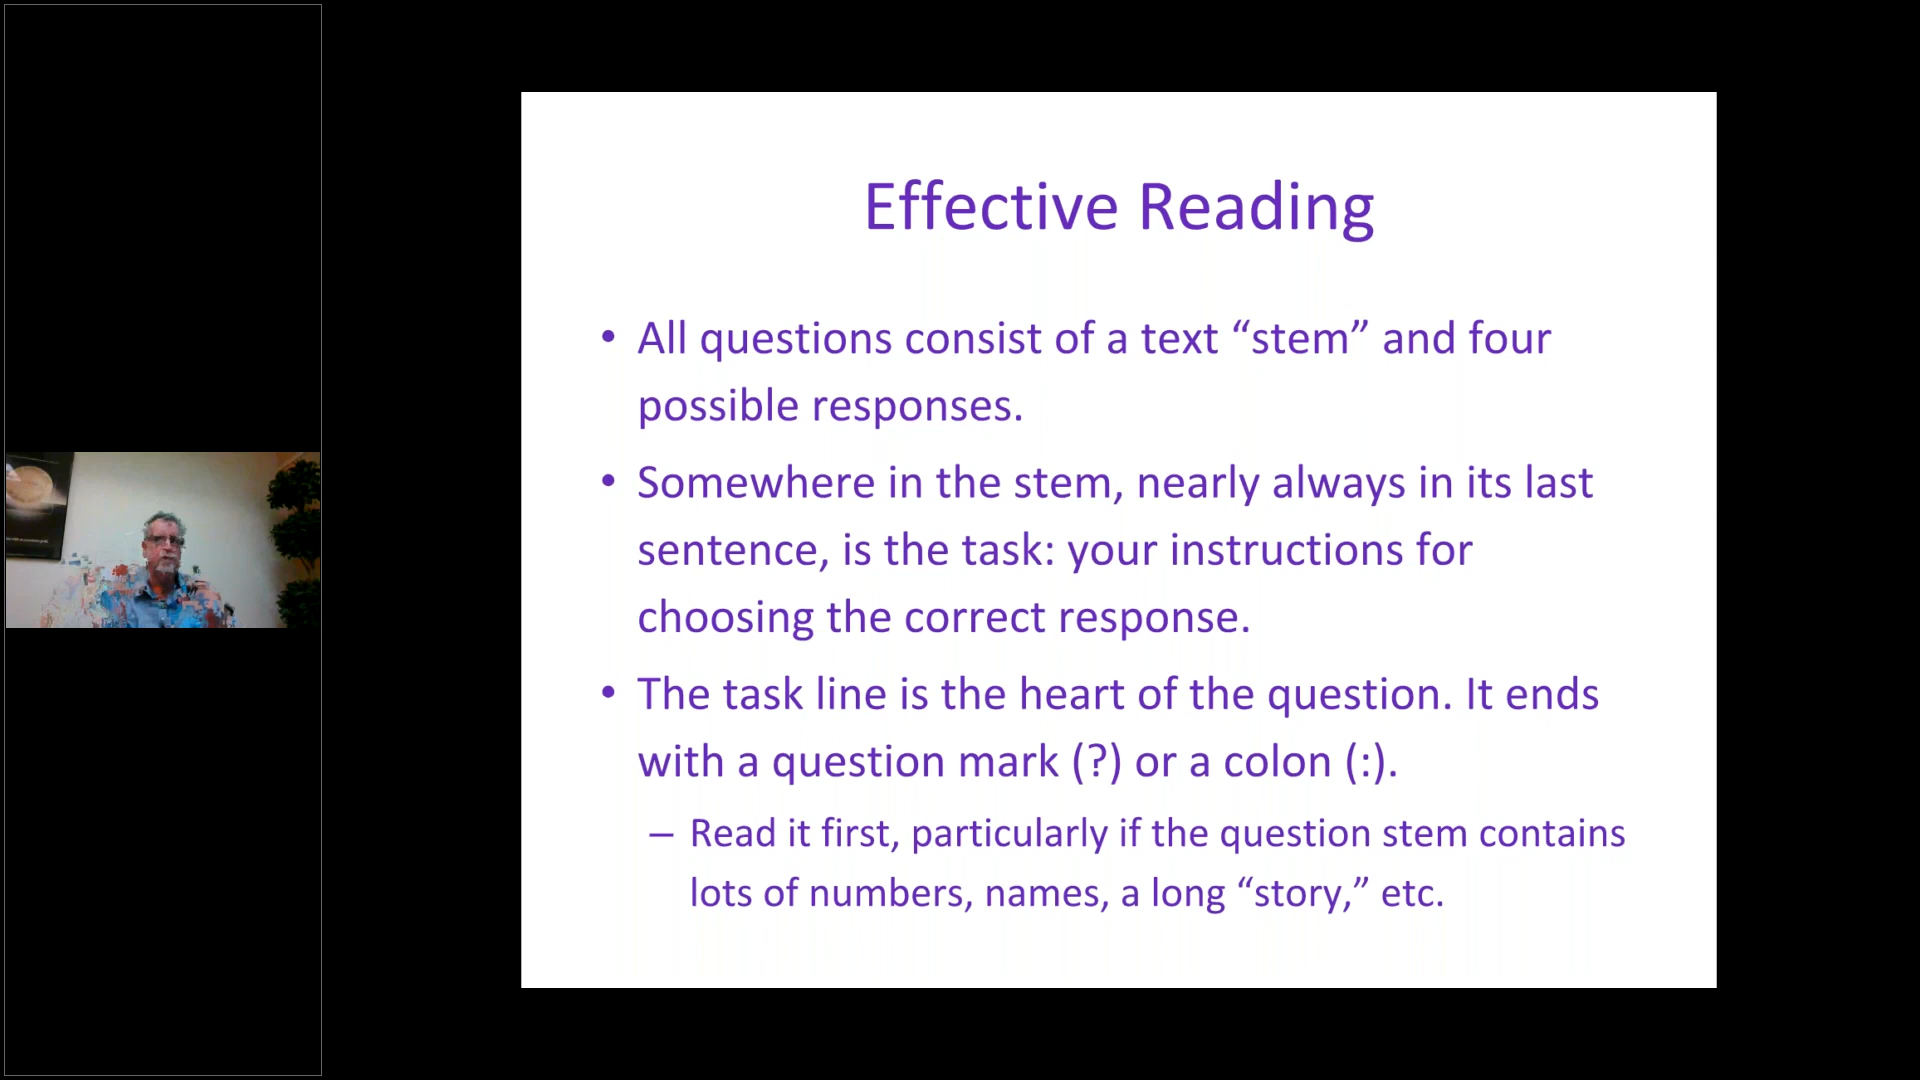 Effective Reading
• All questions consist of a text “stem” and four
possible responses.
• Somewhere in the stem, nearly always in its last
sentence, is the task: your instructions for
choosing the correct response.
• The task line is the heart of the question. It ends
with a question mark (?) or a colon (:).
– Read it first, particularly if the question stem contains
lots of numbers, names, a long “story,” etc.